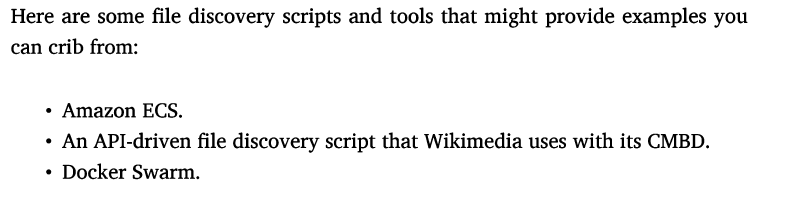 Here are some file discovery scripts and tools that might provide examples you
can crib from:
• Amazon ECS.
• An API-driven file discovery script that Wikimedia uses with its CMBD.
• Docker Swarm.